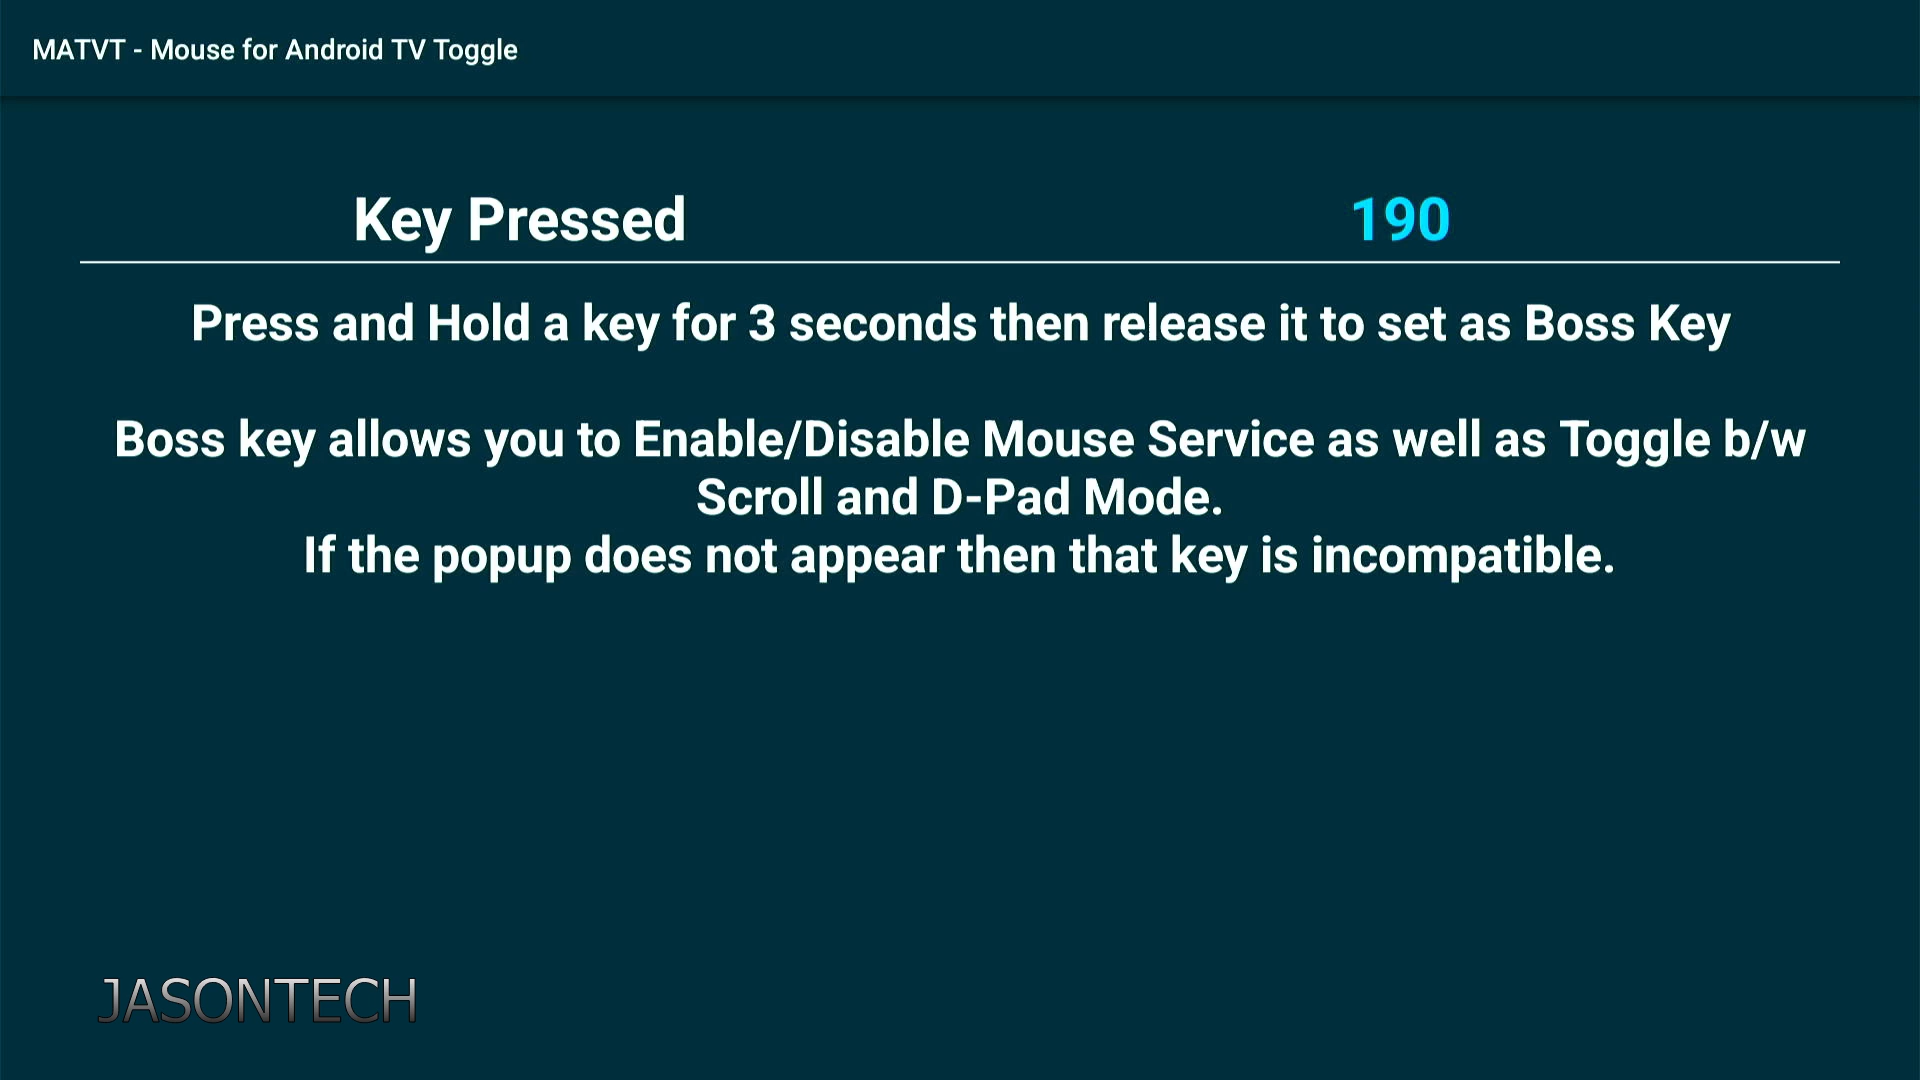 MATVT - Mouse for Android TV Toggle
Key Pressed 190
Press and Hold a key for 3 seconds then release it to set as Boss Key
Boss key allows you to Enable/Disable Mouse Service as well as Toggle b/w
Scroll and D-Pad Mode.
If the popup does not appear then that key is incompatible.
JASONTECH